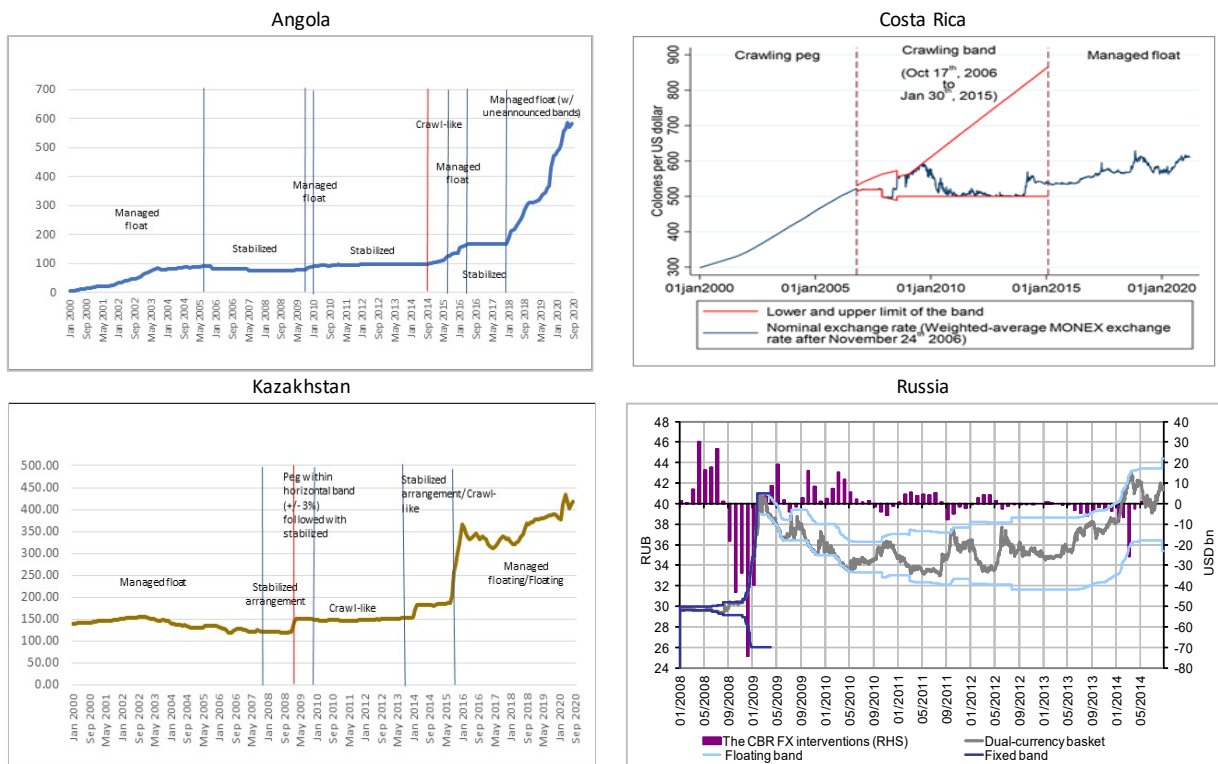 Angola
700
600
500
400
300
200
100
0
Managed float
Stabilized
Managed
float
Stabilized
Crawl-like
Managed
float
Stabilized
Managed float (w/
uneannounced bands)
Jan 2000
Sep 2000
May 2001
Jan 2002
Sep 2002
May 2003
Jan 2004
Sep 2004
May 2005
Jan 2006
Sep 2006
May 2007
Jan 2008
Sep 2008
May 2009
Jan 2010
Sep 2010
May 2011
Jan 2012
Sep 2012
May 2013
Jan 2014
Sep 2014
May 2015
Jan 2016
Sep 2016
May 2017
Jan 2018
Sep 2018
May 2019
Jan 2020
Sep 2020
Costa Rica
Crawling peg
Crawling band
(Oct 17th, 2006
to
Jan 30th, 2015)
Managed float
Colones per US dollar
900
800
700
600
500
400
300
01jan2000
01jan2005
01jan2010
01jan2015
01jan2020
Lower and upper limit of the band
Nominal exchange rate (Weighted-average MONEX exchange
rate after November 24th 2006)
Kazakhstan
500.00
450.00
400.00
350.00
300.00
250.00
200.00
150.00
100.00
50.00
0.00
Managed float
Stabilized
arrangement
Peg within
horizontal band
(+/- 3%)
followed with
stabilized
Crawl-like
Stabilized
arrangement/Crawl-
like
Managed
floating/Floating
Jan 2000
Sep 2000
May 2001
Jan 2002
Sep 2002
May 2003
Jan 2004
Sep 2004
May 2005
Jan 2006
Sep 2006
May 2007
Jan 2008
Sep 2008
May 2009
Jan 2010
Sep 2010
May 2011
Jan 2012
Sep 2012
May 2013
Jan 2014
Sep 2014
May 2015
Jan 2016
Sep 2016
May 2017
Jan 2018
Sep 2018
May 2019
Jan 2020
Sep 2020
Russia
RUB
48
46
44
42
40
38
36
34
32
30
28
26
24
40
30
20
10
0
-10
-20
-30
-40
-50
-60
-70
-80
USD bn
01/2008
05/2008
09/2008
01/2009
05/2009
09/2009
01/2010
05/2010
09/2010
01/2011
05/2011
09/2011
01/2012
05/2012
09/2012
01/2013
05/2013
09/2013
01/2014
05/2014
The CBR FX interventions (RHS)
Dual-currency basket
Floating band
Fixed band